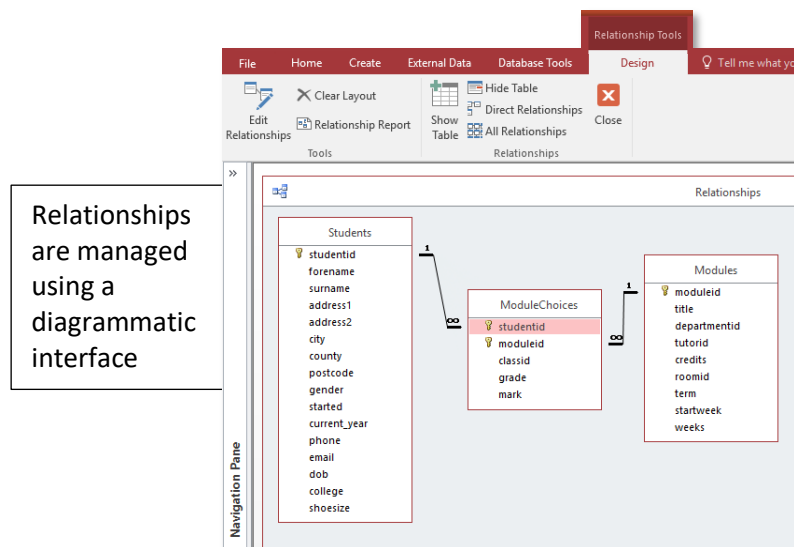 Relationship Tools
File Home Create External Data Database Tools Design Tell me what yo
Edit Relationships
Clear Layout
Relationship Report
Tools
Show Table
Hide Table
Direct Relationships
All Relationships
Close
Relationships
»
Relationships
are managed
using a
diagrammatic
interface
Navigation Pane
Relationships
Students
studentid
forename
surname
address1
address2
city
county
postcode
gender
started
current_year
phone
email
dob
college
shoesize
1
∞
ModuleChoices
studentid
moduleid
classid
grade
mark
1
∞
Modules
moduleid
title
departmentid
tutorid
credits
roomid
term
startweek
weeks